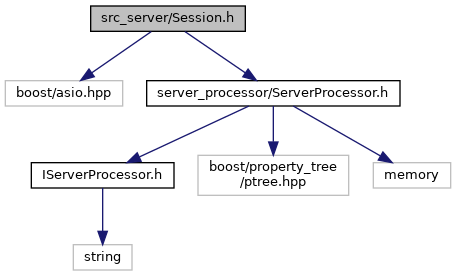 src_server/Session.h
boost/asio.hpp
server_processor/ServerProcessor.h
IServerProcessor.h
boost/property_tree
/ptree.hpp
memory
string